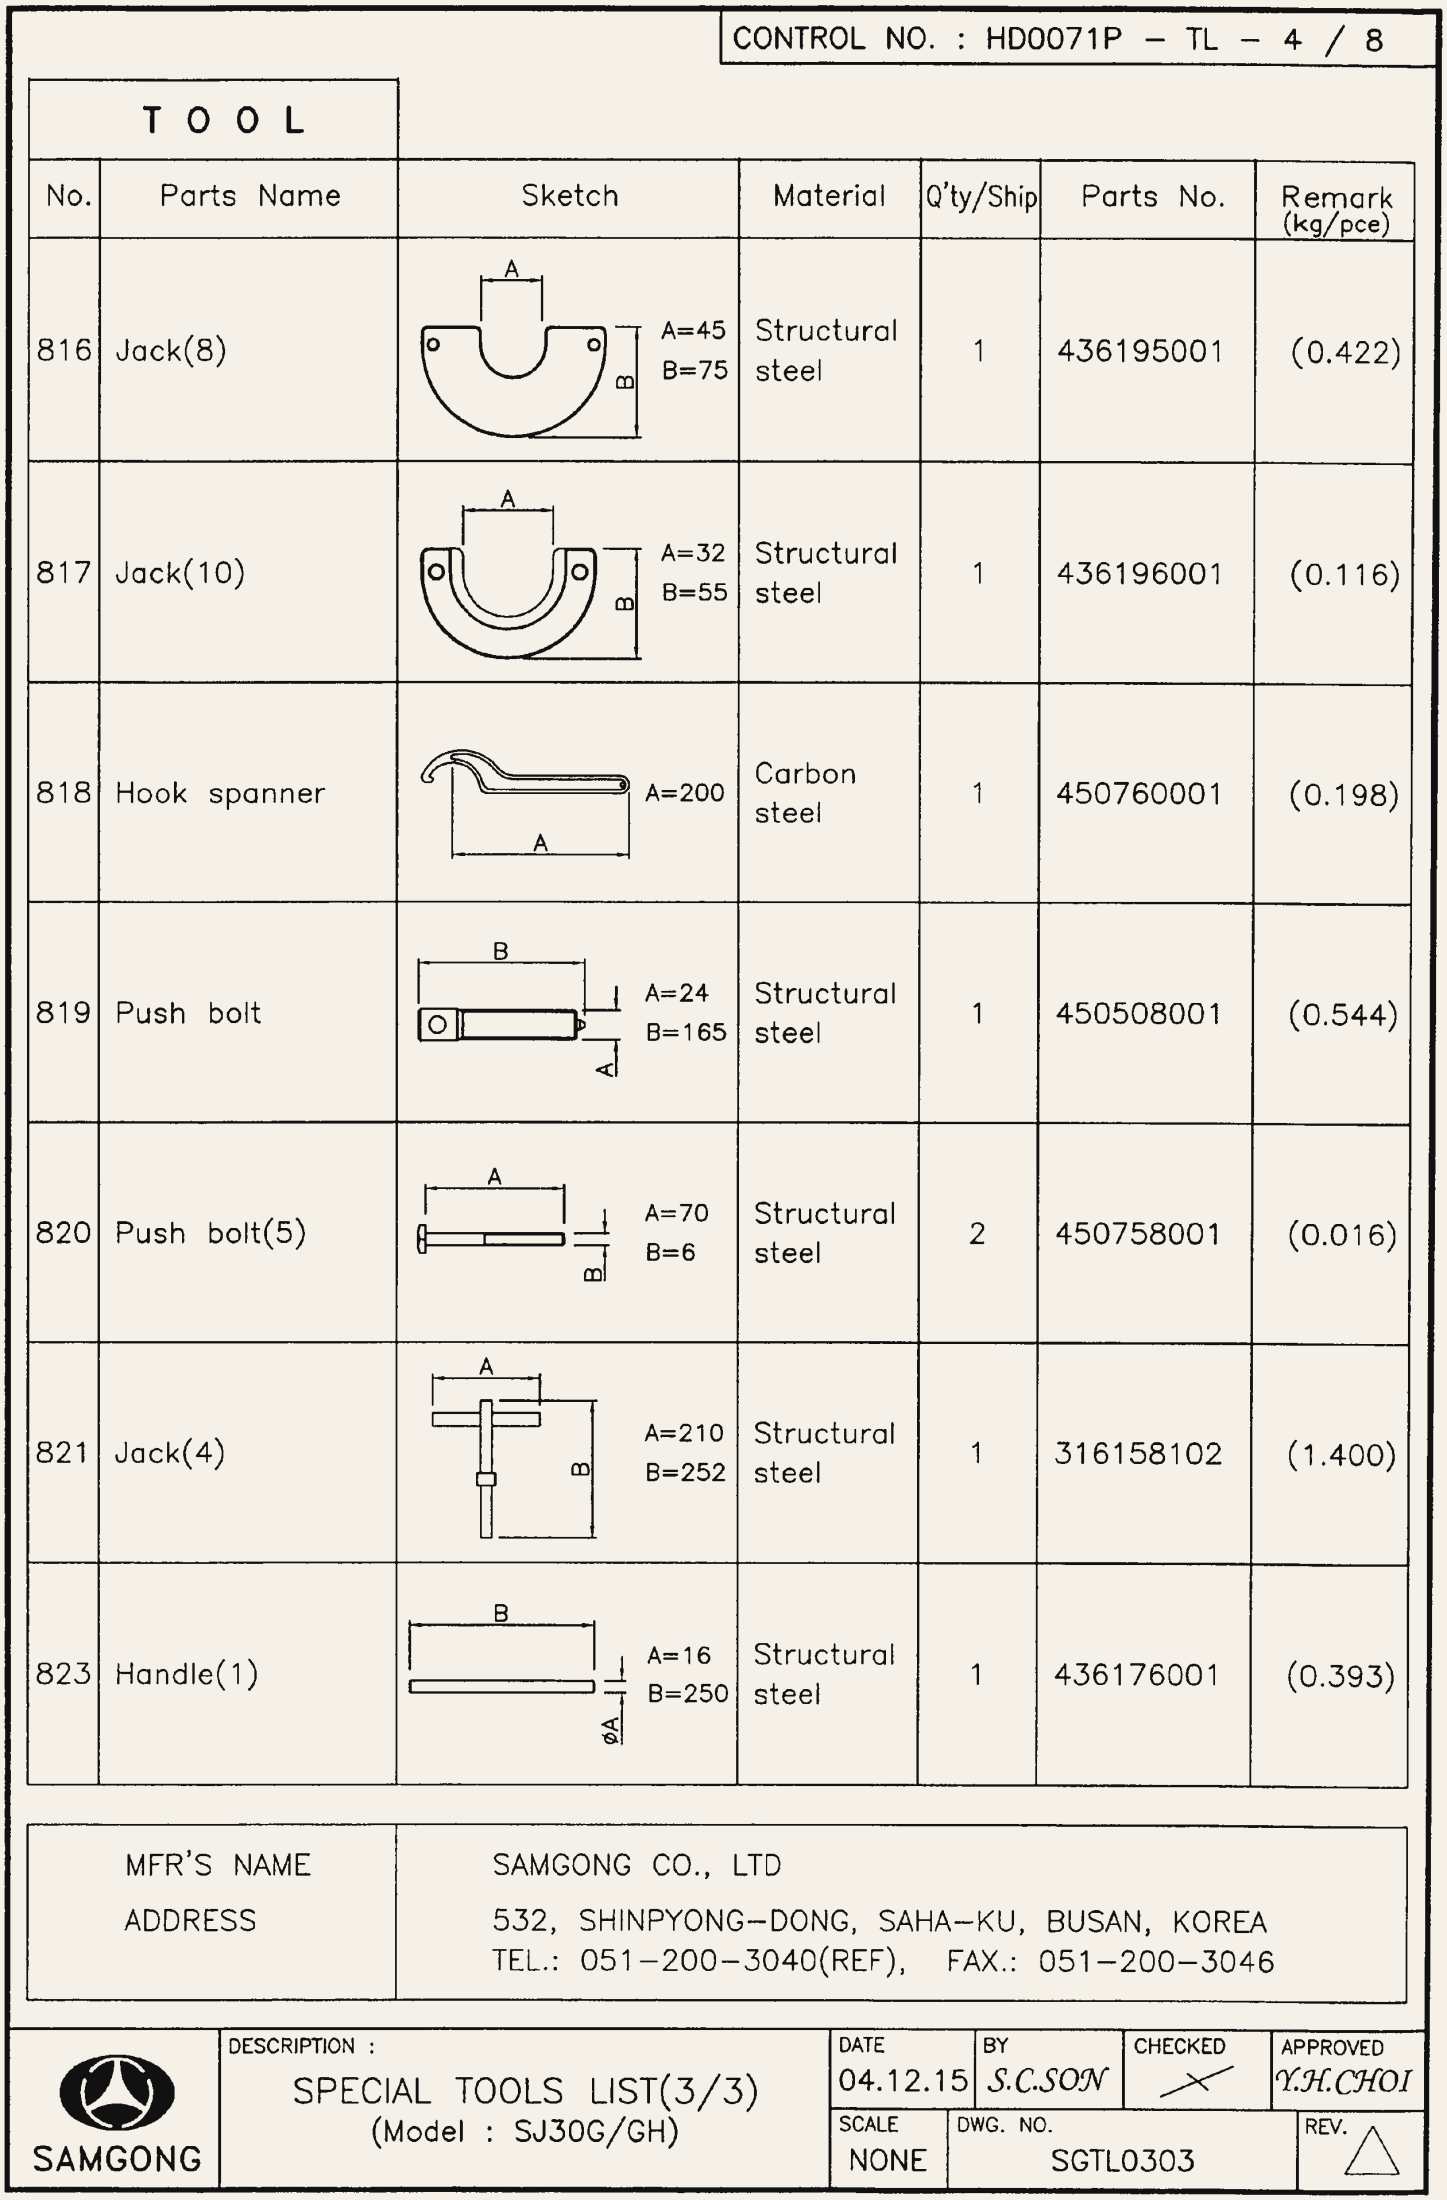 CONTROL NO. : HD0071P - TL - 4 / 8
TOOL
No. Parts Name Sketch Material Q'ty/Ship Parts No. Remark (kg/pce)
A
816 Jack(8) A=45 B=75 Structural steel 1 436195001 (0.422)
B
A
817 Jack(10) A=32 B=55 Structural steel 1 436196001 (0.116)
B
818 Hook spanner A=200 Carbon steel 1 450760001 (0.198)
A
B
819 Push bolt A=24 B=165 Structural steel 1 450508001 (0.544)
A
A
820 Push bolt(5) A=70 B=6 Structural steel 2 450758001 (0.016)
B
A
821 Jack(4) A=210 B=252 Structural steel 1 316158102 (1.400)
B
B
823 Handle(1) A=16 B=250 Structural steel 1 436176001 (0.393)
øA
MFR'S NAME SAMGONG CO., LTD
ADDRESS 532, SHINPYONG-DONG, SAHA-KU, BUSAN, KOREA
TEL.: 051-200-3040(REF), FAX.: 051-200-3046
SAMGONG
DESCRIPTION :
SPECIAL TOOLS LIST(3/3)
(Model : SJ30G/GH)
DATE BY CHECKED APPROVED
04.12.15 S.C.SON Y.H.CHOI
SCALE DWG. NO. REV.
NONE SGTL0303